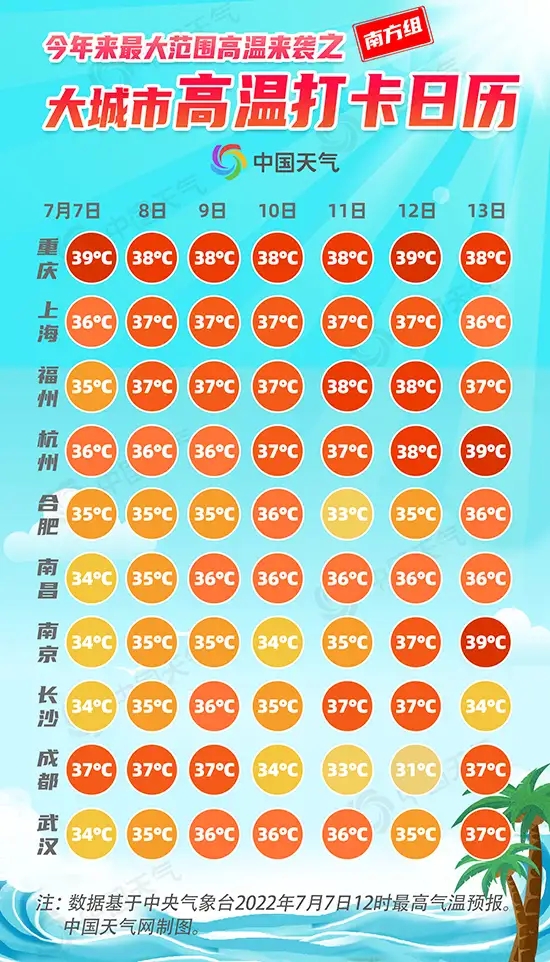 今年来最大范围高温来袭之
南方组
大城市高温打卡日历
中国天气
7月7日 8日 9日 10日 11日 12日 13日
重庆 39°C 38°C 38°C 38°C 38°C 39°C 38°C
上海 36°C 37°C 37°C 37°C 37°C 37°C 36°C
福州 35°C 37°C 37°C 37°C 38°C 38°C 37°C
杭州 36°C 36°C 36°C 37°C 37°C 38°C 39°C
合肥 35°C 35°C 35°C 36°C 33°C 35°C 36°C
南昌 34°C 35°C 36°C 36°C 36°C 36°C 36°C
南京 34°C 35°C 35°C 34°C 35°C 37°C 39°C
长沙 34°C 35°C 36°C 35°C 37°C 37°C 34°C
成都 37°C 37°C 37°C 34°C 33°C 31°C 37°C
武汉 34°C 35°C 36°C 36°C 36°C 35°C 37°C
注：数据基于中央气象台2022年7月7日12时最高气温预报。
中国天气网制图。